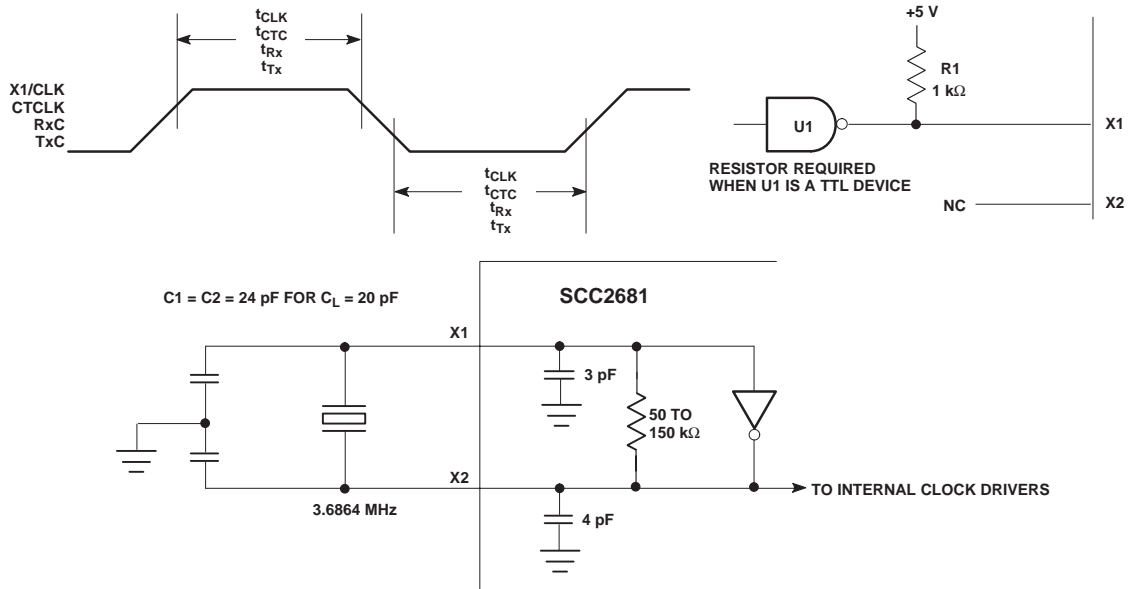 tCLK
tCTC
tRx
tTx
X1/CLK
CTCLK
RxC
TxC
tCLK
tCTC
tRx
tTx
+5 V
R1
1 kΩ
U1
X1
RESISTOR REQUIRED
WHEN U1 IS A TTL DEVICE
NC
X2
C1 = C2 = 24 pF FOR CL = 20 pF
SCC2681
X1
3 pF
50 TO
150 kΩ
X2
TO INTERNAL CLOCK DRIVERS
3.6864 MHz
4 pF